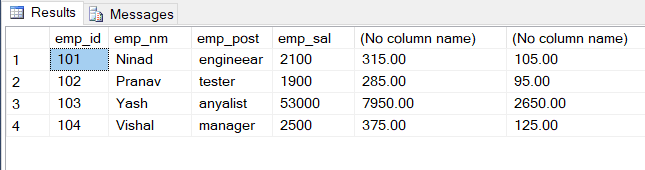 Results Messages
emp_id emp_nm emp_post emp_sal (No column name) (No column name)
1 101 Ninad engineear 2100 315.00 105.00
2 102 Pranav tester 1900 285.00 95.00
3 103 Yash anyalist 53000 7950.00 2650.00
4 104 Vishal manager 2500 375.00 125.00